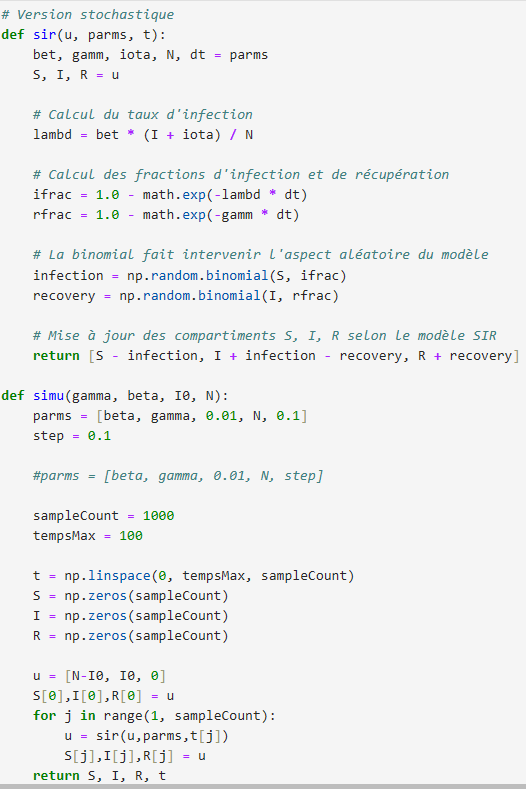 # Version stochastique
def sir(u, parms, t):
    bet, gamm, iota, N, dt = parms
    S, I, R = u

    # Calcul du taux d'infection
    lambd = bet * (I + iota) / N

    # Calcul des fractions d'infection et de récupération
    ifrac = 1.0 - math.exp(-lambd * dt)
    rfrac = 1.0 - math.exp(-gamm * dt)

    # La binomial fait intervenir l'aspect aléatoire du modèle
    infection = np.random.binomial(S, ifrac)
    recovery = np.random.binomial(I, rfrac)

    # Mise à jour des compartiments S, I, R selon le modèle SIR
    return [S - infection, I + infection - recovery, R + recovery]

def simu(gamma, beta, I0, N):
    parms = [beta, gamma, 0.01, N, 0.1]
    step = 0.1

    #parms = [beta, gamma, 0.01, N, step]

    sampleCount = 1000
    tempsMax = 100

    t = np.linspace(0, tempsMax, sampleCount)
    S = np.zeros(sampleCount)
    I = np.zeros(sampleCount)
    R = np.zeros(sampleCount)

    u = [N-I0, I0, 0]
    S[0],I[0],R[0] = u
    for j in range(1, sampleCount):
        u = sir(u,parms,t[j])
        S[j],I[j],R[j] = u
    return S, I, R, t